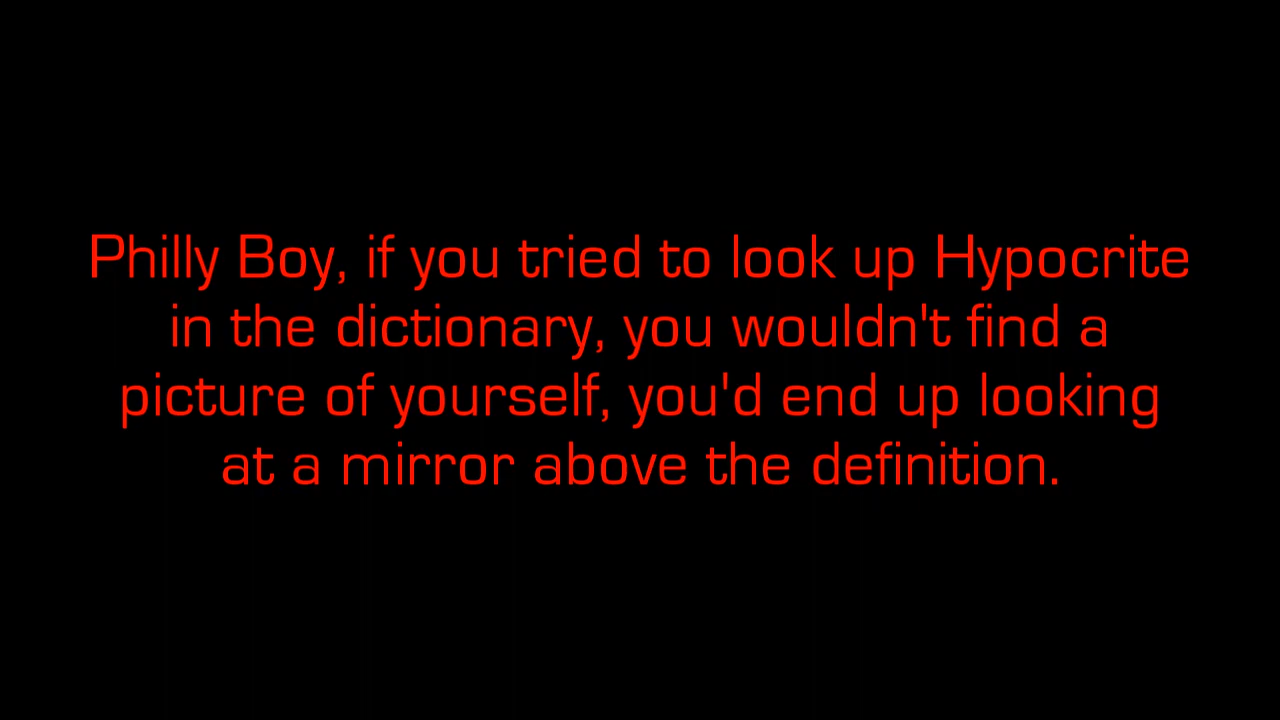 Philly Boy, if you tried to look up Hypocrite
in the dictionary, you wouldn't find a
picture of yourself, you'd end up looking
at a mirror above the definition.